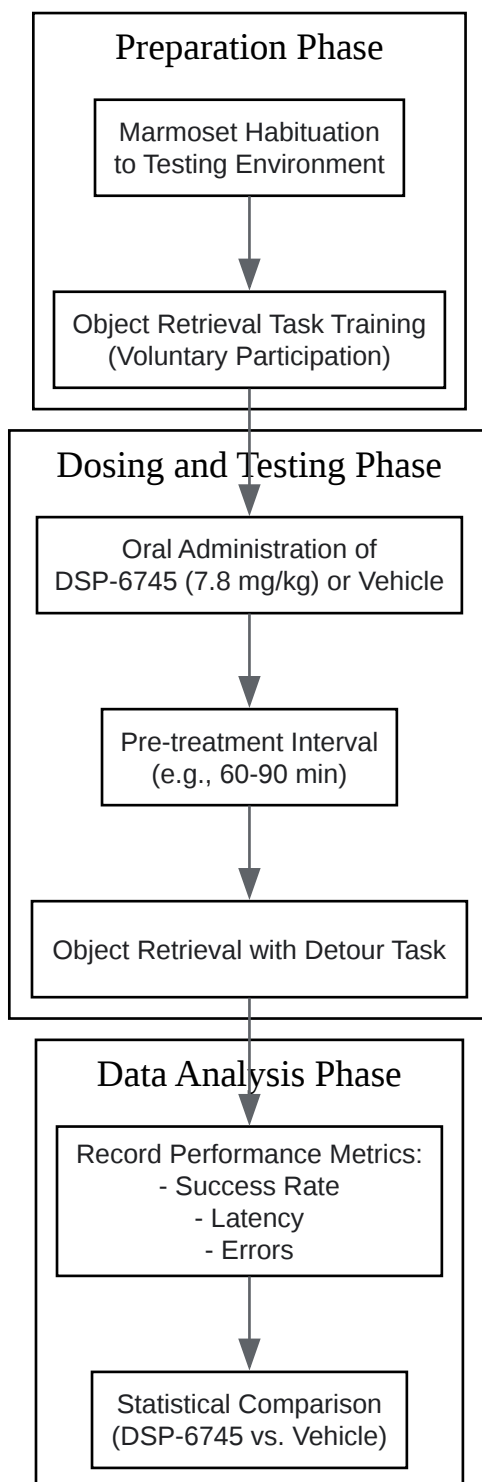 Preparation Phase
Marmoset Habituation
to Testing Environment
Object Retrieval Task Training
(Voluntary Participation)
Dosing and Testing Phase
Oral Administration of
DSP-6745 (7.8 mg/kg) or Vehicle
Pre-treatment Interval
(e.g., 60-90 min)
Object Retrieval with Detour Task
Data Analysis Phase
Record Performance Metrics:
- Success Rate
- Latency
- Errors
Statistical Comparison
(DSP-6745 vs. Vehicle)